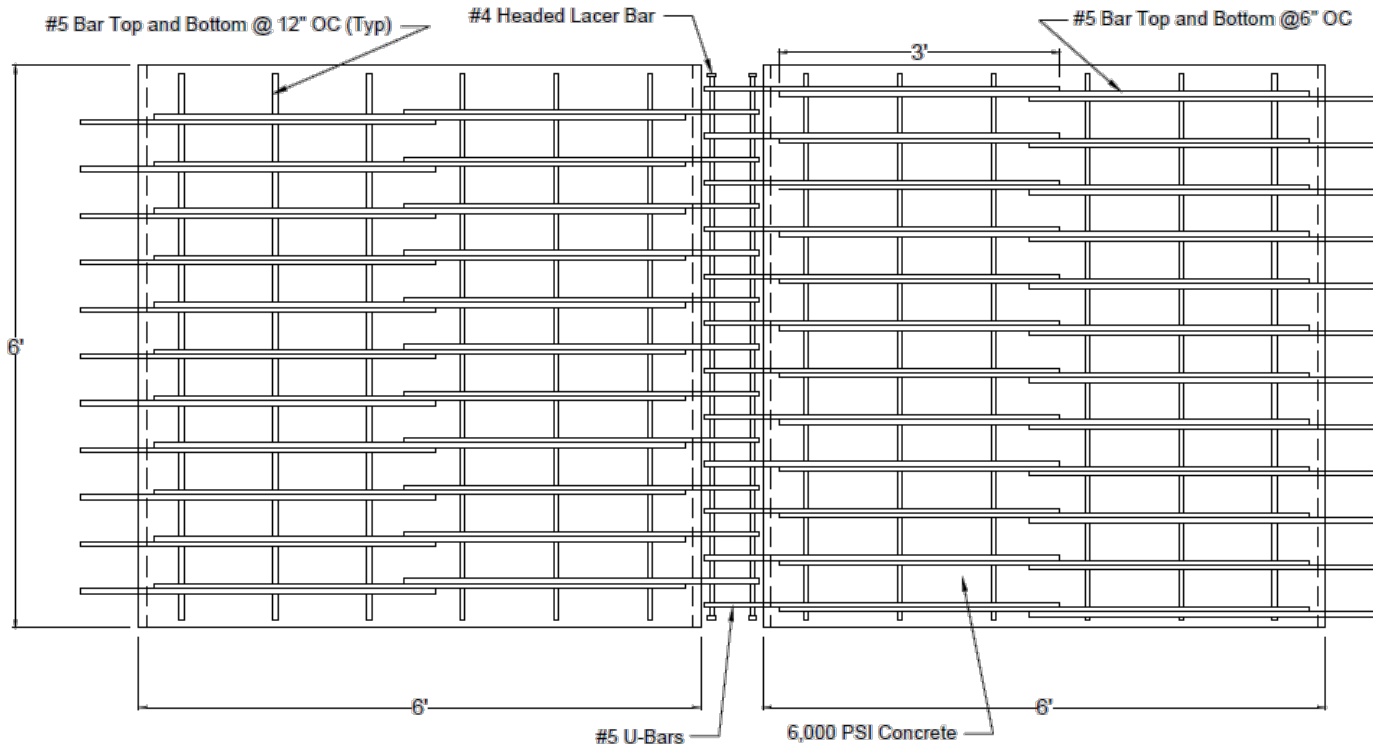 #5 Bar Top and Bottom @ 12" OC (Typ)
#4 Headed Lacer Bar
#5 Bar Top and Bottom @6" OC
3'
6'
6'
6'
#5 U-Bars
6,000 PSI Concrete